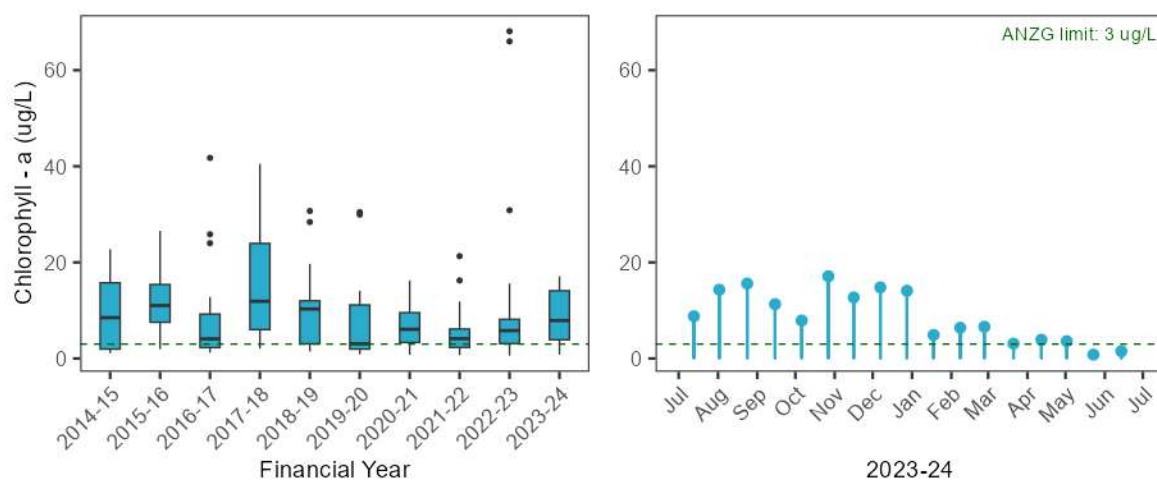 Chlorophyll - a (ug/L)
60
40
20
0
2014-15
2015-16
2016-17
2017-18
2018-19
2019-20
2020-21
2021-22
2022-23
2023-24
Financial Year
ANZG limit: 3 ug/L
60
40
20
0
Jul
Aug
Sep
Oct
Nov
Dec
Jan
Feb
Mar
Apr
May
Jun
Jul
2023-24